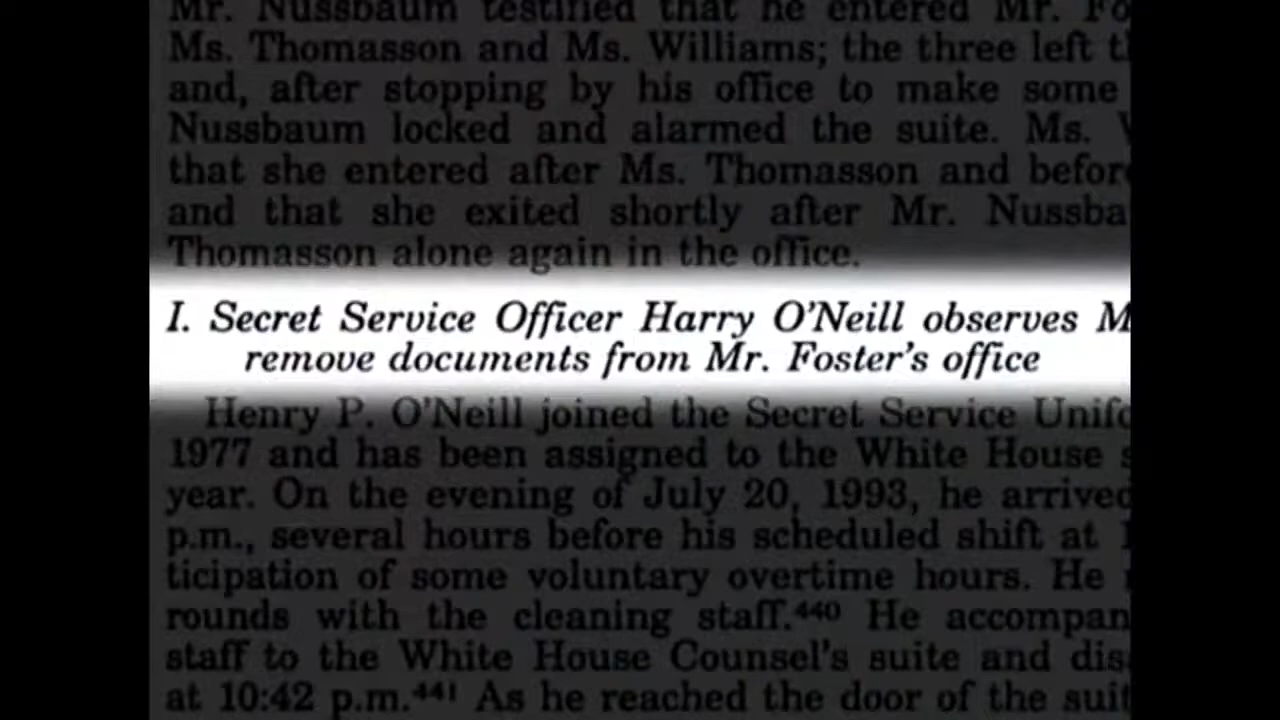 Mr. Nussbaum testified that he entered Mr. Fo
Ms. Thomasson and Ms. Williams; the three left t
and, after stopping by his office to make some
Nussbaum locked and alarmed the suite. Ms.
that she entered after Ms. Thomasson and befor
and that she exited shortly after Mr. Nussba
Thomasson alone again in the office.
I. Secret Service Officer Harry O'Neill observes M
remove documents from Mr. Foster's office
Henry P. O'Neill joined the Secret Service Unifo
1977 and has been assigned to the White House s
year. On the evening of July 20, 1993, he arrived
p.m., several hours before his scheduled shift at 1
ticipation of some voluntary overtime hours. He
rounds with the cleaning staff.440 He accompan
staff to the White House Counsel's suite and dis
at 10:42 p.m.441 As he reached the door of the suit